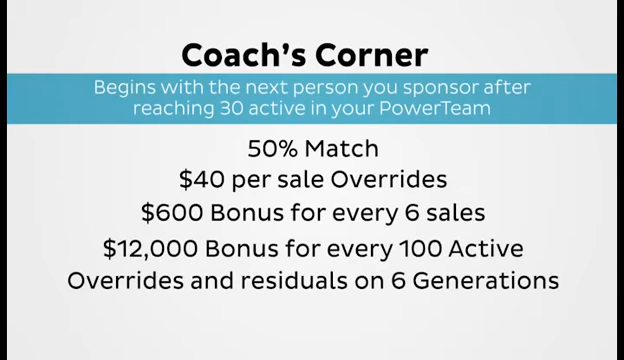 Coach's Corner
Begins with the next person you sponsor after
reaching 30 active in your PowerTeam
50% Match
$40 per sale Overrides
$600 Bonus for every 6 sales
$12,000 Bonus for every 100 Active
Overrides and residuals on 6 Generations